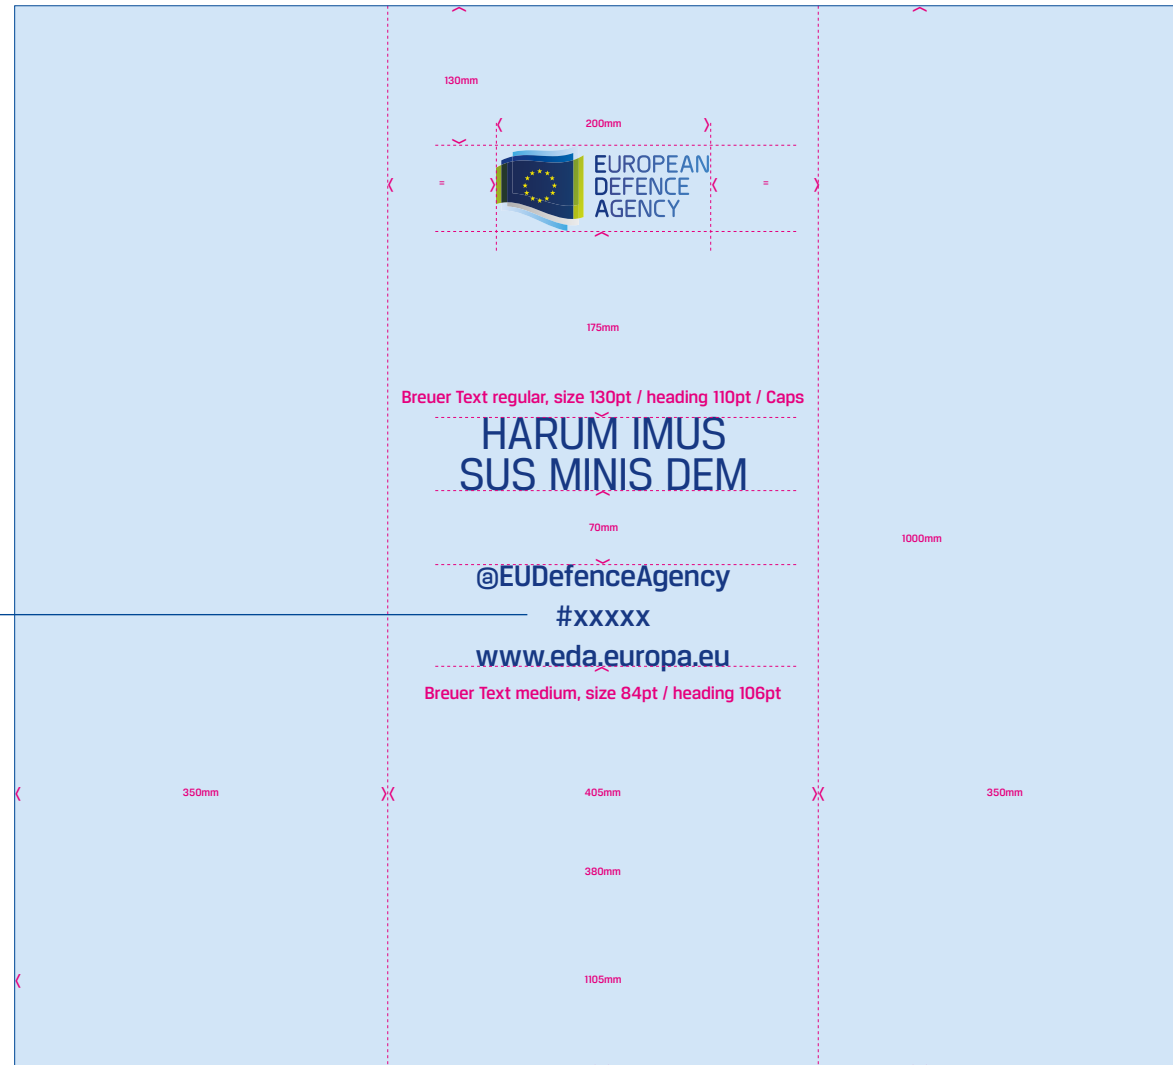 130mm
200mm
=
=
EUROPEAN
DEFENCE
AGENCY
175mm
Breuer Text regular, size 130pt / heading 110pt / Caps
HARUM IMUS
SUS MINIS DEM
70mm
1000mm
@EUDefenceAgency
#xxxxx
www.eda.europa.eu
Breuer Text medium, size 84pt / heading 106pt
350mm
405mm
350mm
380mm
1105mm